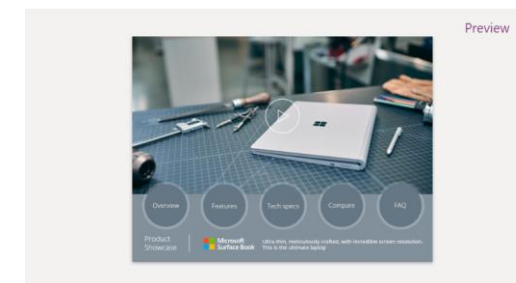 Preview
Overview
Features
Tech specs
Compare
FAQ
Product
Showcase
Microsoft
Surface Book
Ultra-thin, meticulously crafted, with incredible screen resolution.
This is the ultimate laptop